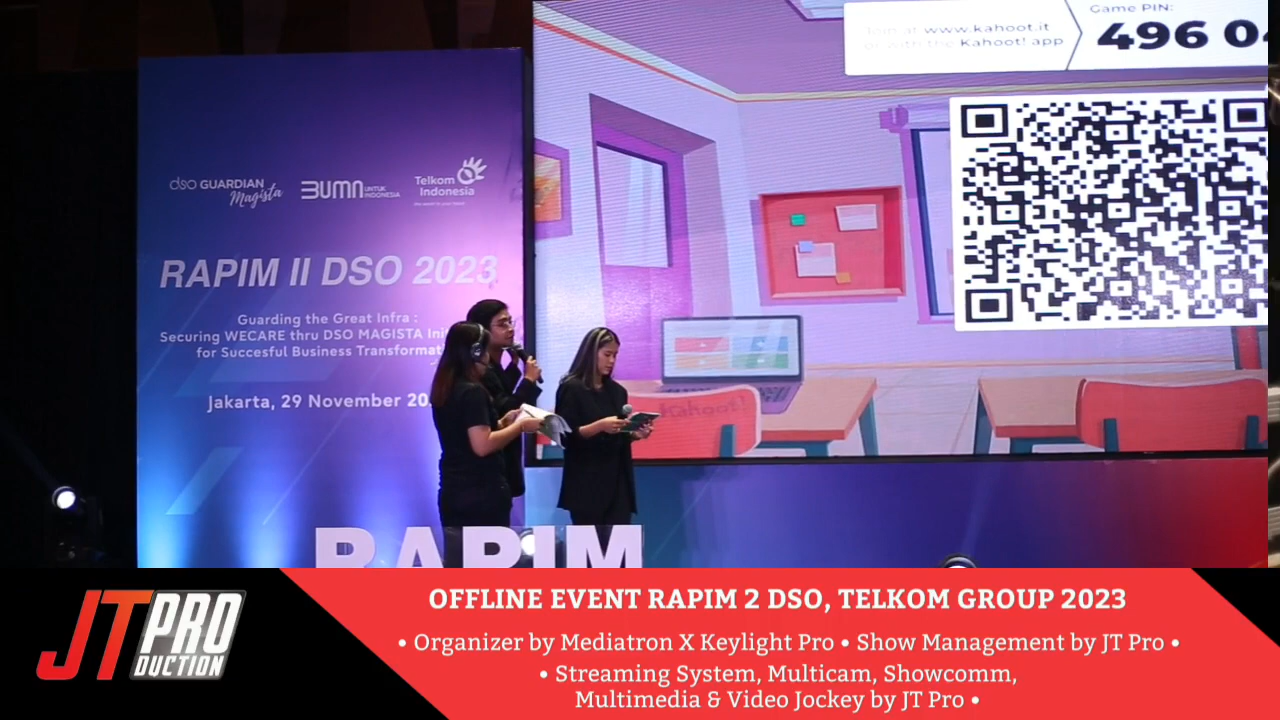 Game PIN:
Join at www.kahoot.it
or with the Kahoot! app
496 0
dso GUARDIAN
Magista
BUMN UNTUK
INDONESIA
Telkom
Indonesia
RAPIM II DSO 2023
Guarding the Great Infra :
Securing WECARE thru DSO MAGISTA
for Succesful Business
Jakarta, 29 November
Kahoot!
RAPIM
JT PRO
DUCTION
OFFLINE EVENT RAPIM 2 DSO, TELKOM GROUP 2023
• Organizer by Mediatron X Keylight Pro • Show Management by JT Pro •
• Streaming System, Multicam, Showcomm,
Multimedia & Video Jockey by JT Pro •